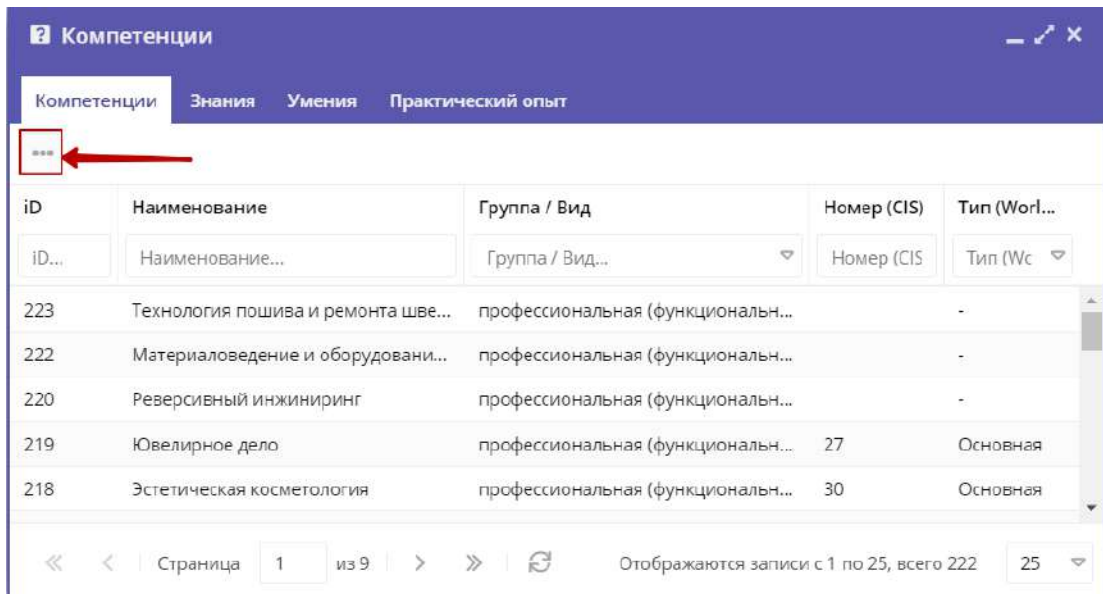 Компетенции
Компетенции Знания Умения Практический опыт
iD Наименование Группа / Вид Номер (CIS) Тип (Worl...
iD... Наименование... Группа / Вид... Номер (CIS Тип (Wc
223 Технология пошива и ремонта шве... профессиональная (функциональн... -
222 Материаловедение и оборудовани... профессиональная (функциональн... -
220 Реверсивный инжиниринг профессиональная (функциональн... -
219 Ювелирное дело профессиональная (функциональн... 27 Основная
218 Эстетическая косметология профессиональная (функциональн... 30 Основная
Страница 1 из 9 Отображаются записи с 1 по 25, всего 222 25